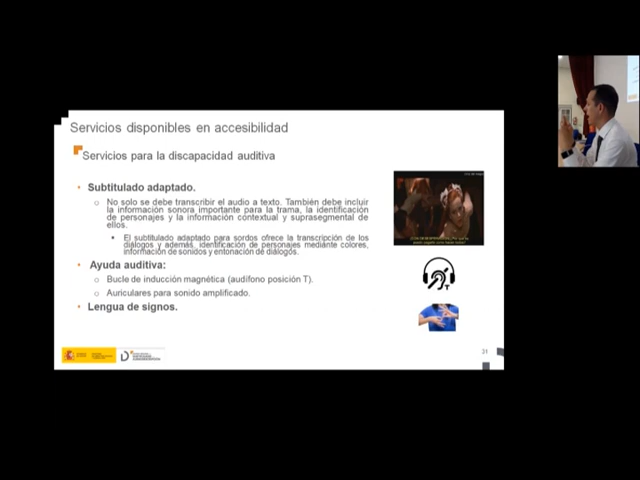 Servicios disponibles en accesibilidad
Servicios para la discapacidad auditiva
• Subtitulado adaptado.
o No solo se debe transcribir el audio a texto. También debe incluir
la información sonora importante para la trama, la identificación
de personajes y la información contextual y suprasegmental de
ellos.
▪ El subtitulado adaptado para sordos ofrece la transcripción de los
diálogos y además, identificación de personajes mediante colores,
información de sonidos y entonación de diálogos.
• Ayuda auditiva:
o Bucle de inducción magnética (audífono posición T).
o Auriculares para sonido amplificado.
• Lengua de signos.
T
31